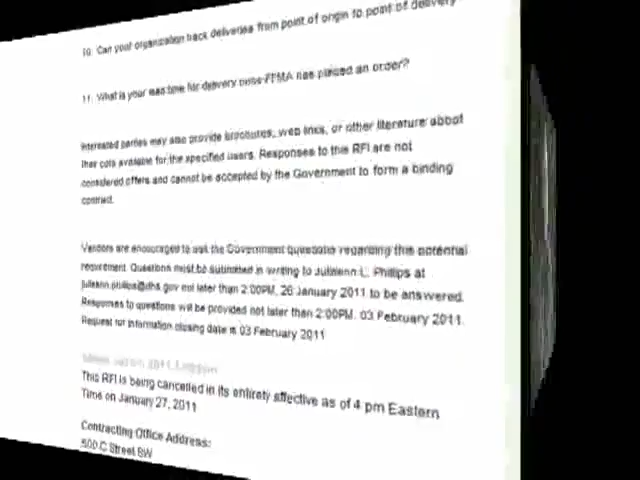 10. Can your organization track deliveries from point of origin to point of delivery
11. What is your lead time for delivery once FEMA has placed an order?
Interested parties may also provide brochures, web links, or other literature about
their cots available for the specified users. Responses to this RFI are not
considered offers and cannot be accepted by the Government to form a binding
contract.
Vendors are encouraged to ask the Government questions regarding this potential
requirement. Questions must be submitted in writing to Julieann L. Phillips at
julieann.phillips@dhs.gov not later than 2:00PM, 26 January 2011 to be answered.
Responses to questions will be provided not later than 2:00PM, 03 February 2011.
Request for Information closing date is 03 February 2011
This RFI is being cancelled in its entirety effective as of 4 pm Eastern
Time on January 27, 2011
Contracting Office Address:
500 C Street SW